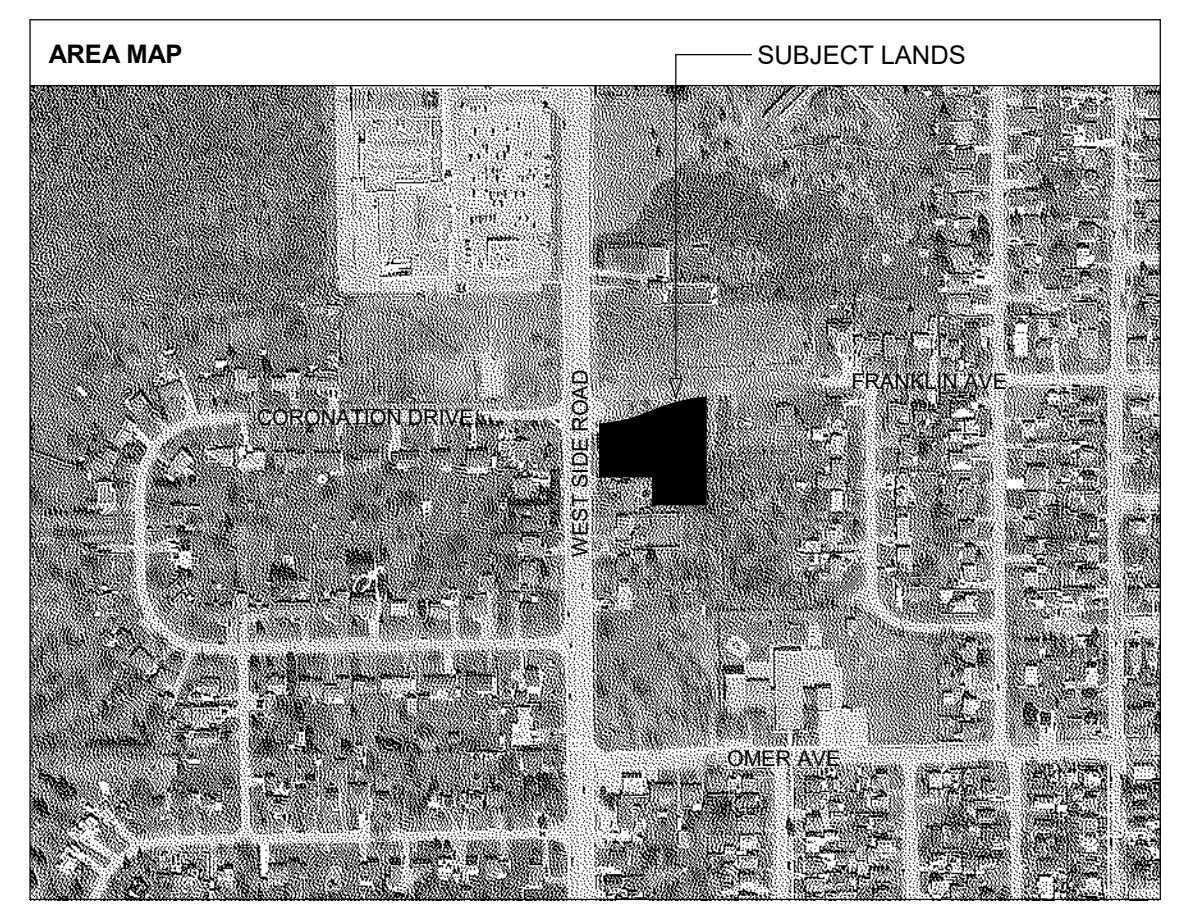 AREA MAP
SUBJECT LANDS
FRANKLIN AVE
CORONATION DRIVE
WEST SIDE ROAD
OMER AVE